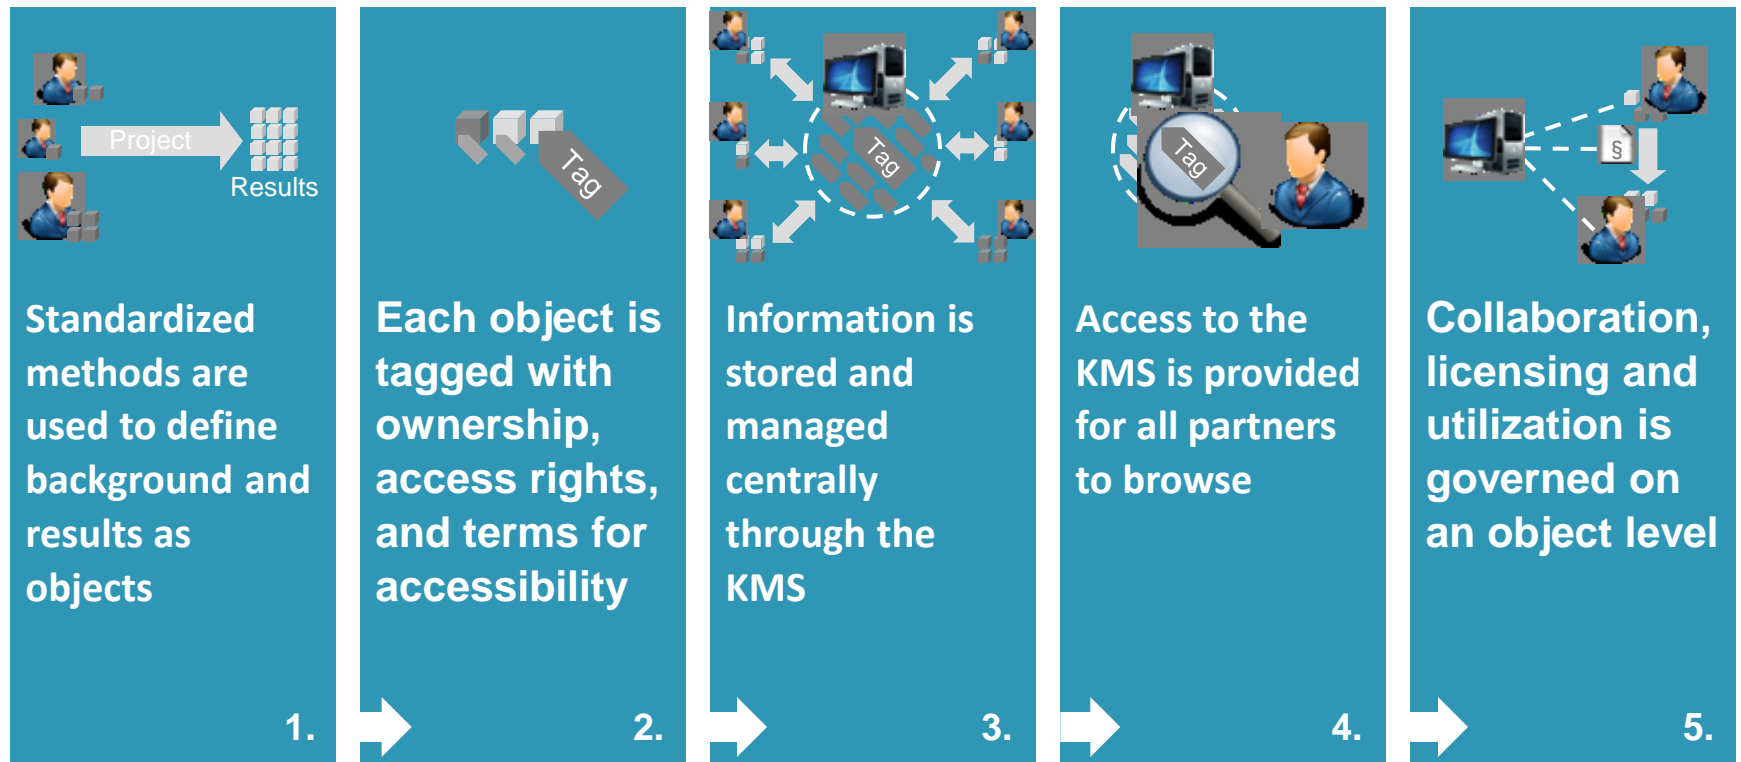 Project
Results
Standardized
methods are
used to define
background and
results as
objects
1.
Tag
Each object is
tagged with
ownership,
access rights,
and terms for
accessibility
2.
Tag
Information is
stored and
managed
centrally
through the
KMS
3.
Tag
Access to the
KMS is provided
for all partners
to browse
4.
§
Collaboration,
licensing and
utilization is
governed on
an object level
5.